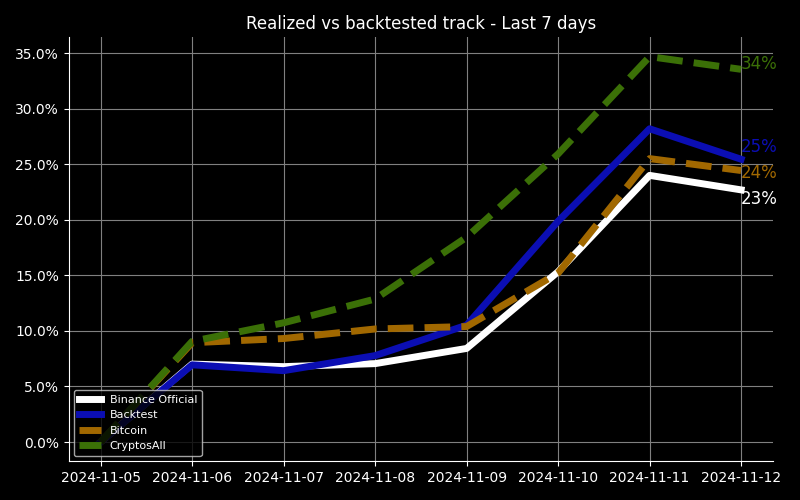 Realized vs backtested track - Last 7 days
35.0%
30.0%
25.0%
20.0%
15.0%
10.0%
5.0%
0.0%
34%
25%
24%
23%
Binance Official
Backtest
Bitcoin
CryptosAll
2024-11-05 2024-11-06 2024-11-07 2024-11-08 2024-11-09 2024-11-10 2024-11-11 2024-11-12